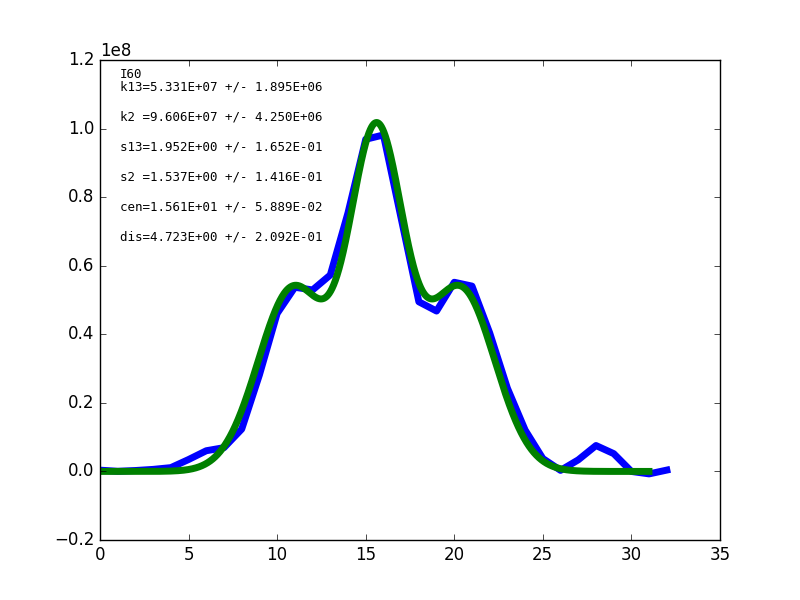 1e8
1.2
1.0
0.8
0.6
0.4
0.2
0.0
−0.2
I60
k13=5.331E+07 +/- 1.895E+06
k2 =9.606E+07 +/- 4.250E+06
s13=1.952E+00 +/- 1.652E-01
s2 =1.537E+00 +/- 1.416E-01
cen=1.561E+01 +/- 5.889E-02
dis=4.723E+00 +/- 2.092E-01
0 5 10 15 20 25 30 35